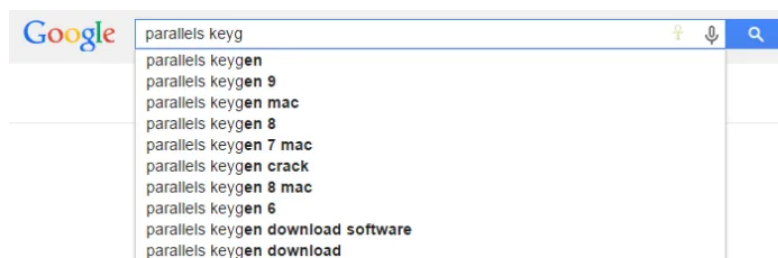 Google parallels keyg
parallels keygen
parallels keygen 9
parallels keygen mac
parallels keygen 8
parallels keygen 7 mac
parallels keygen crack
parallels keygen 8 mac
parallels keygen 6
parallels keygen download software
parallels keygen download